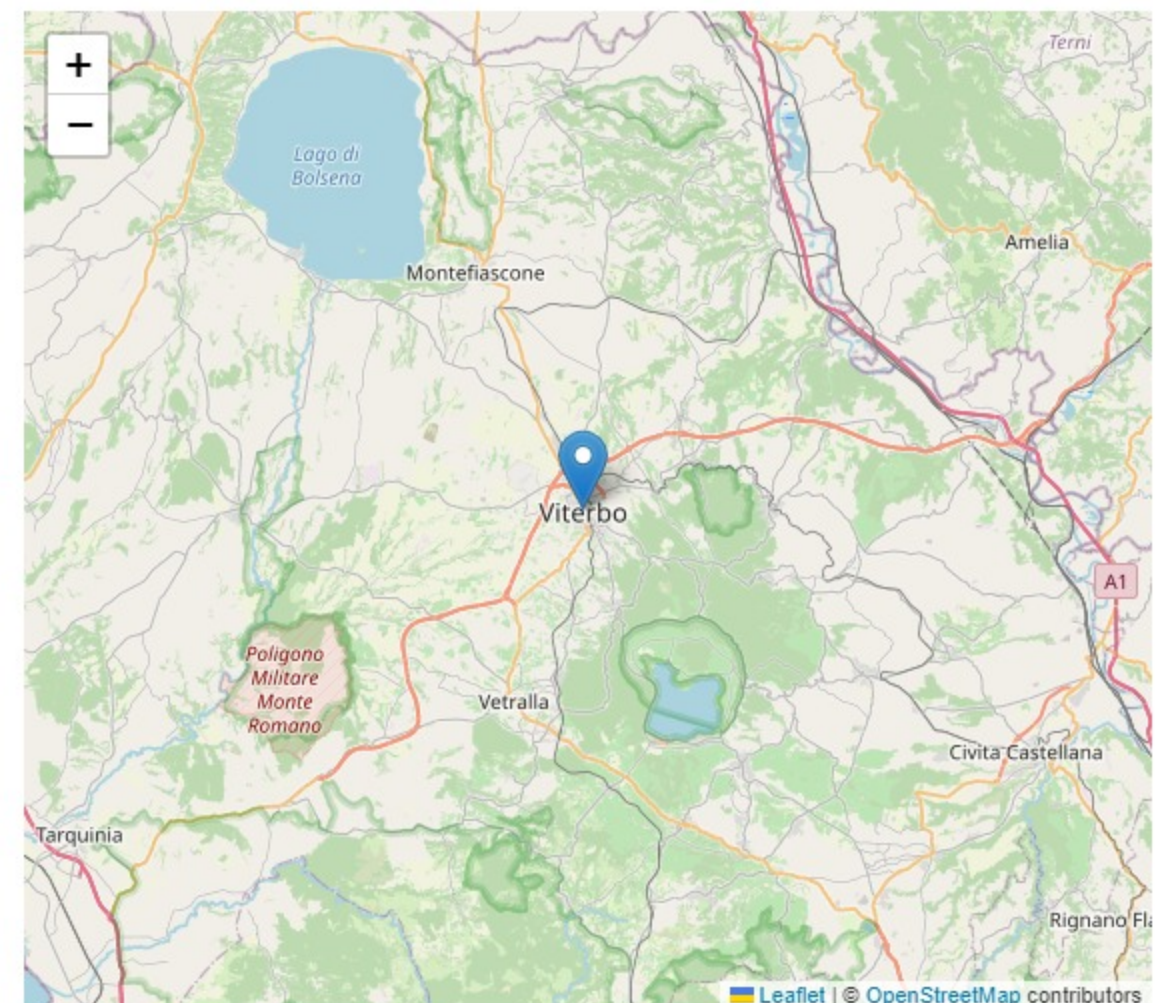 +
Terni
−
Lago di
Bolsena
Amelia
Montefiascone
Viterbo
A1
Poligono
Militare
Monte
Romano
Vetralla
Civita Castellana
Tarquinia
Rignano Fla
Leaflet | © OpenStreetMap contributors